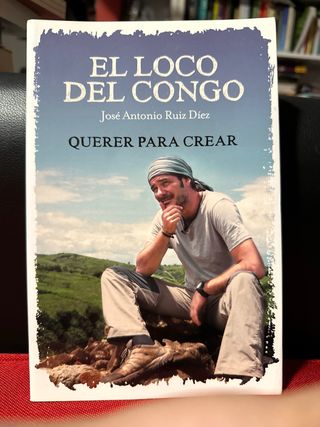 EL LOCO
DEL CONGO
José Antonio Ruiz Díez
QUERER PARA CREAR